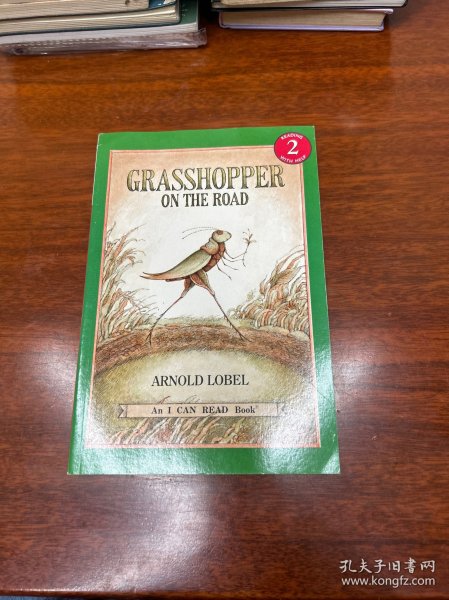 READING
2
WITH HELP
GRASSHOPPER
ON THE ROAD
ARNOLD LOBEL
An I CAN READ Book®
孔夫子旧书网
www.kongfz.com